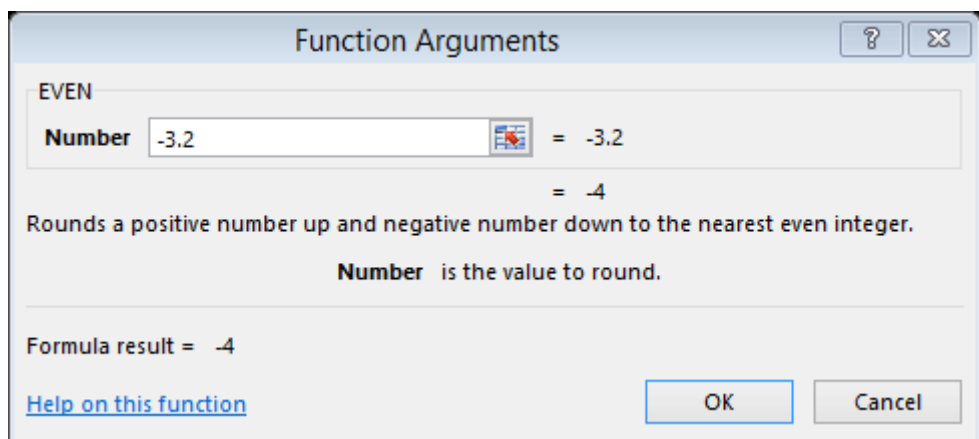 Function Arguments
EVEN
Number -3.2 = -3.2
= -4
Rounds a positive number up and negative number down to the nearest even integer.
Number is the value to round.
Formula result = -4
Help on this function OK Cancel